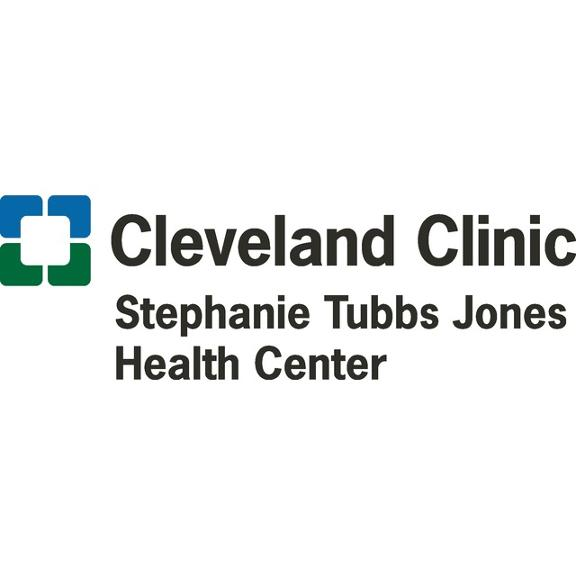 Cleveland Clinic
Stephanie Tubbs Jones
Health Center